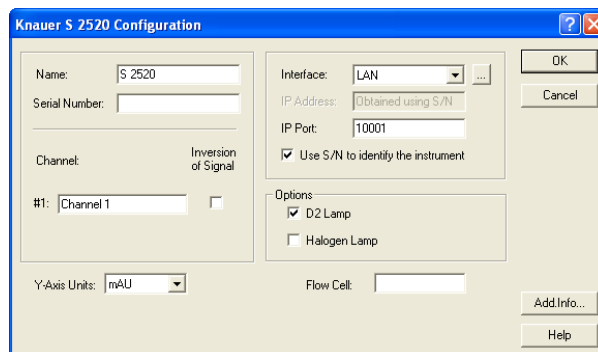 Knauer S 2520 Configuration
Name: S 2520
Serial Number:
Channel: Inversion of Signal
#1: Channel 1
Y-Axis Units: mAU
Interface: LAN ...
IP Address: Obtained using S/N
IP Port: 10001
Use S/N to identify the instrument
Options
D2 Lamp
Halogen Lamp
Flow Cell:
OK
Cancel
Add.Info...
Help